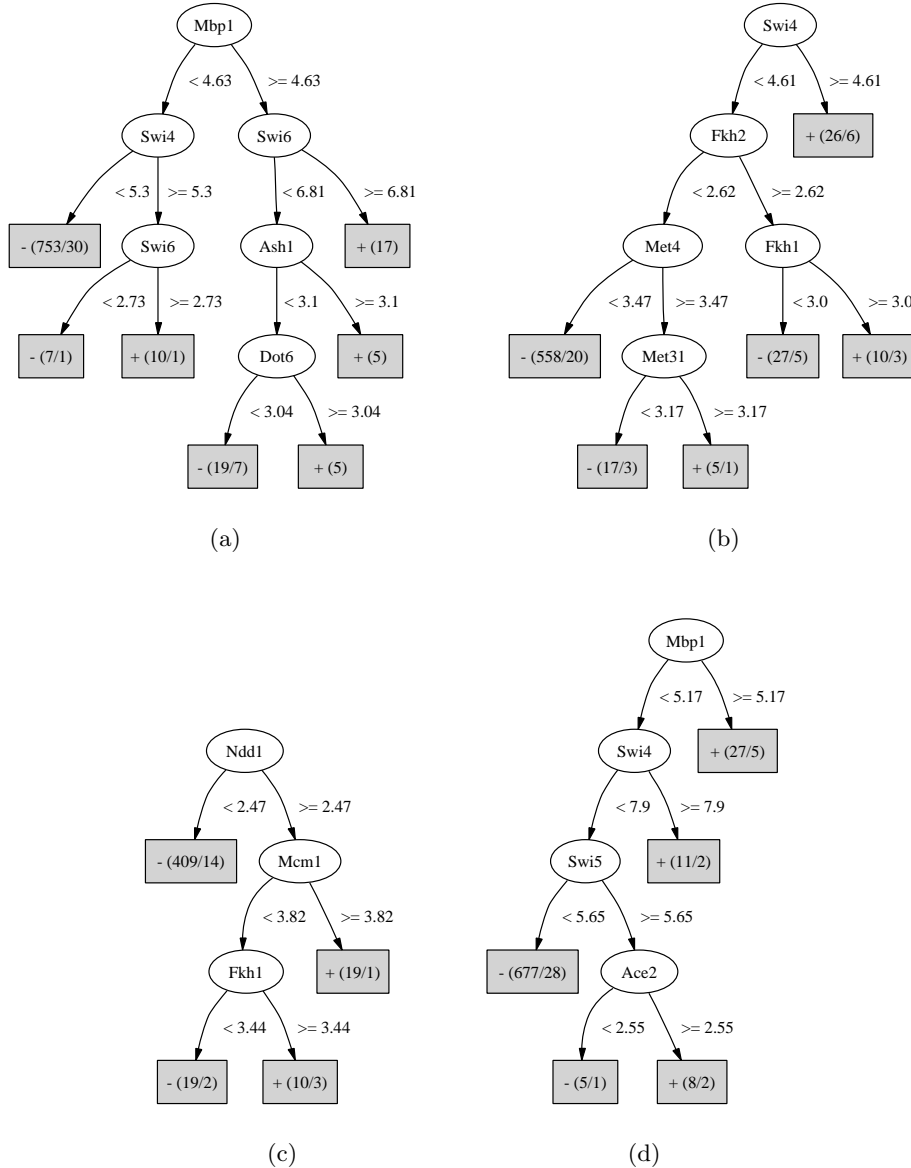 Mbp1
< 4.63 >= 4.63
Swi4 Swi6
< 5.3 >= 5.3 < 6.81 >= 6.81
- (753/30) Swi6 Ash1 + (17)
< 2.73 >= 2.73 < 3.1 >= 3.1
- (7/1) + (10/1) Dot6 + (5)
< 3.04 >= 3.04
- (19/7) + (5)
(a)
Swi4
< 4.61 >= 4.61
Fkh2 + (26/6)
< 2.62 >= 2.62
Met4 Fkh1
< 3.47 >= 3.47 < 3.0 >= 3.0
- (558/20) Met31 - (27/5) + (10/3)
< 3.17 >= 3.17
- (17/3) + (5/1)
(b)
Ndd1
< 2.47 >= 2.47
- (409/14) Mcm1
< 3.82 >= 3.82
Fkh1 + (19/1)
< 3.44 >= 3.44
- (19/2) + (10/3)
(c)
Mbp1
< 5.17 >= 5.17
Swi4 + (27/5)
< 7.9 >= 7.9
Swi5 + (11/2)
< 5.65 >= 5.65
- (677/28) Ace2
< 2.55 >= 2.55
- (5/1) + (8/2)
(d)